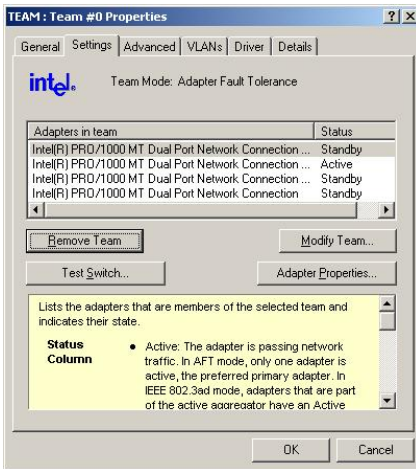 TEAM : Team #0 Properties
General Settings Advanced VLANs Driver Details
intel. Team Mode: Adapter Fault Tolerance
Adapters in team Status
Intel(R) PRO/1000 MT Dual Port Network Connection ... Standby
Intel(R) PRO/1000 MT Dual Port Network Connection ... Active
Intel(R) PRO/1000 MT Dual Port Network Connection ... Standby
Intel(R) PRO/1000 MT Dual Port Network Connection Standby
Remove Team Modify Team...
Test Switch... Adapter Properties...
Lists the adapters that are members of the selected team and
indicates their state.
Status Column
• Active: The adapter is passing network
traffic. In AFT mode, only one adapter is
active, the preferred primary adapter. In
IEEE 802.3ad mode, adapters that are part
of the active aggregator have an Active
OK Cancel